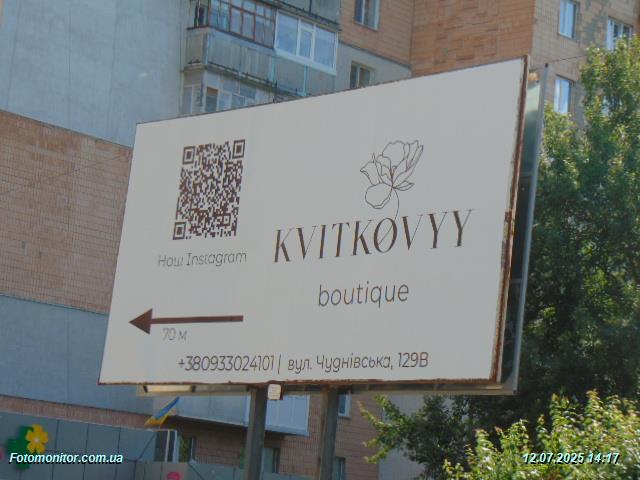 Наш Instagram
KVITKØVYY
boutique
70 м
+380933024101 | вул. Чуднівська, 129В
Fotomonitor.com.ua
12.07.2025 14:17